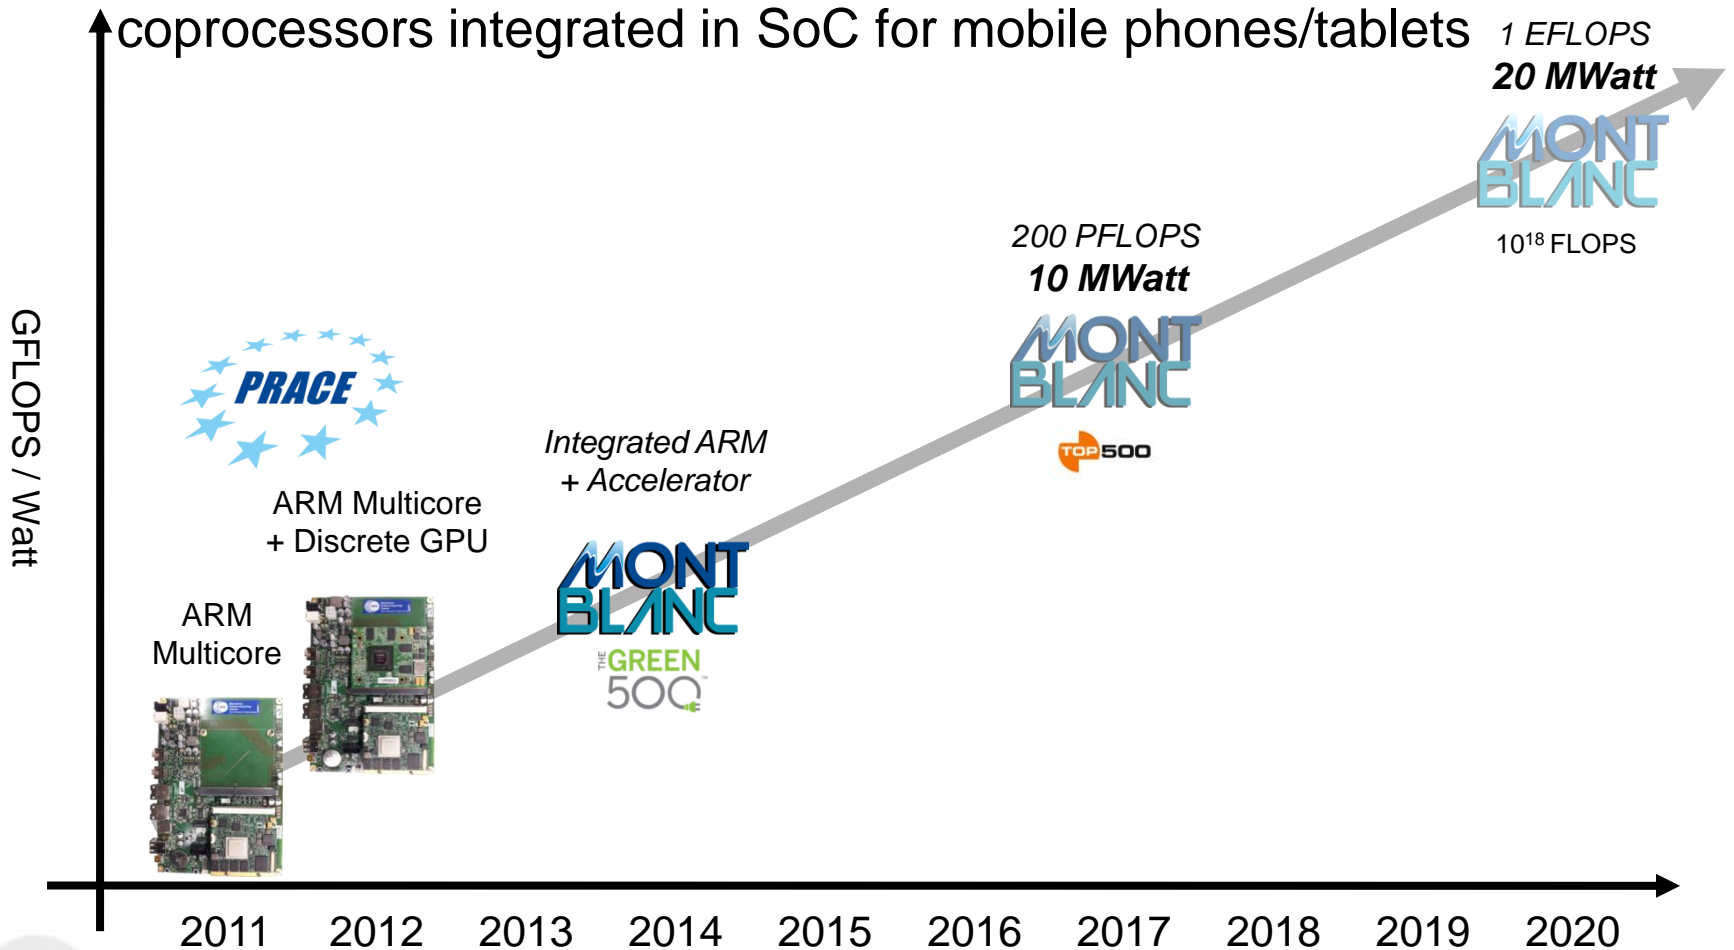 coprocessors integrated in SoC for mobile phones/tablets
1 EFLOPS
20 MWatt
MONT
BLANC
10¹⁸ FLOPS
200 PFLOPS
10 MWatt
MONT
BLANC
TOP500
GFLOPS / Watt
PRACE
Integrated ARM
+ Accelerator
MONT
BLANC
THE GREEN
500™
ARM Multicore
+ Discrete GPU
ARM
Multicore
2011 2012 2013 2014 2015 2016 2017 2018 2019 2020